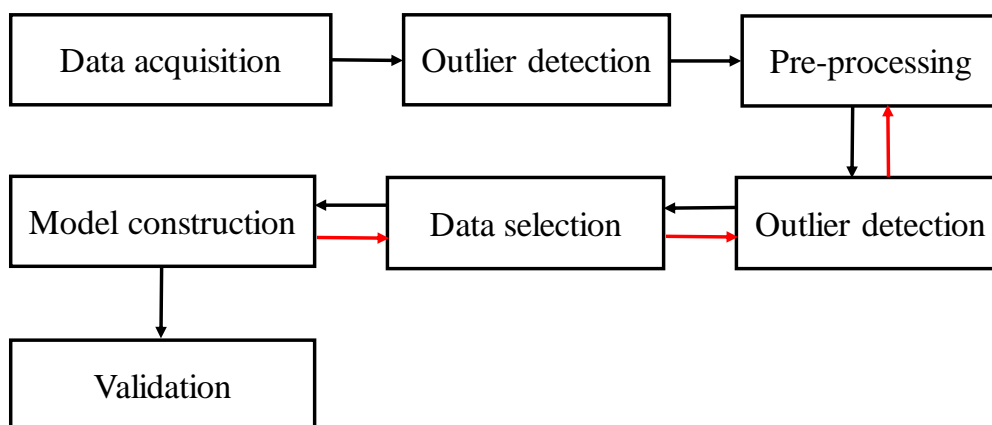 Data acquisition
Outlier detection
Pre-processing
Model construction
Data selection
Outlier detection
Validation